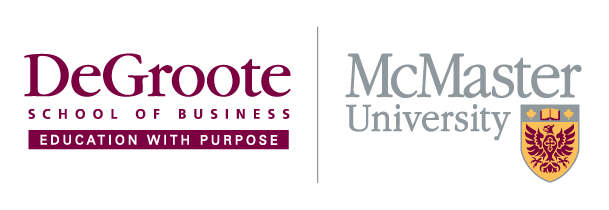 DeGroote
SCHOOL OF BUSINESS
EDUCATION WITH PURPOSE
McMaster
University